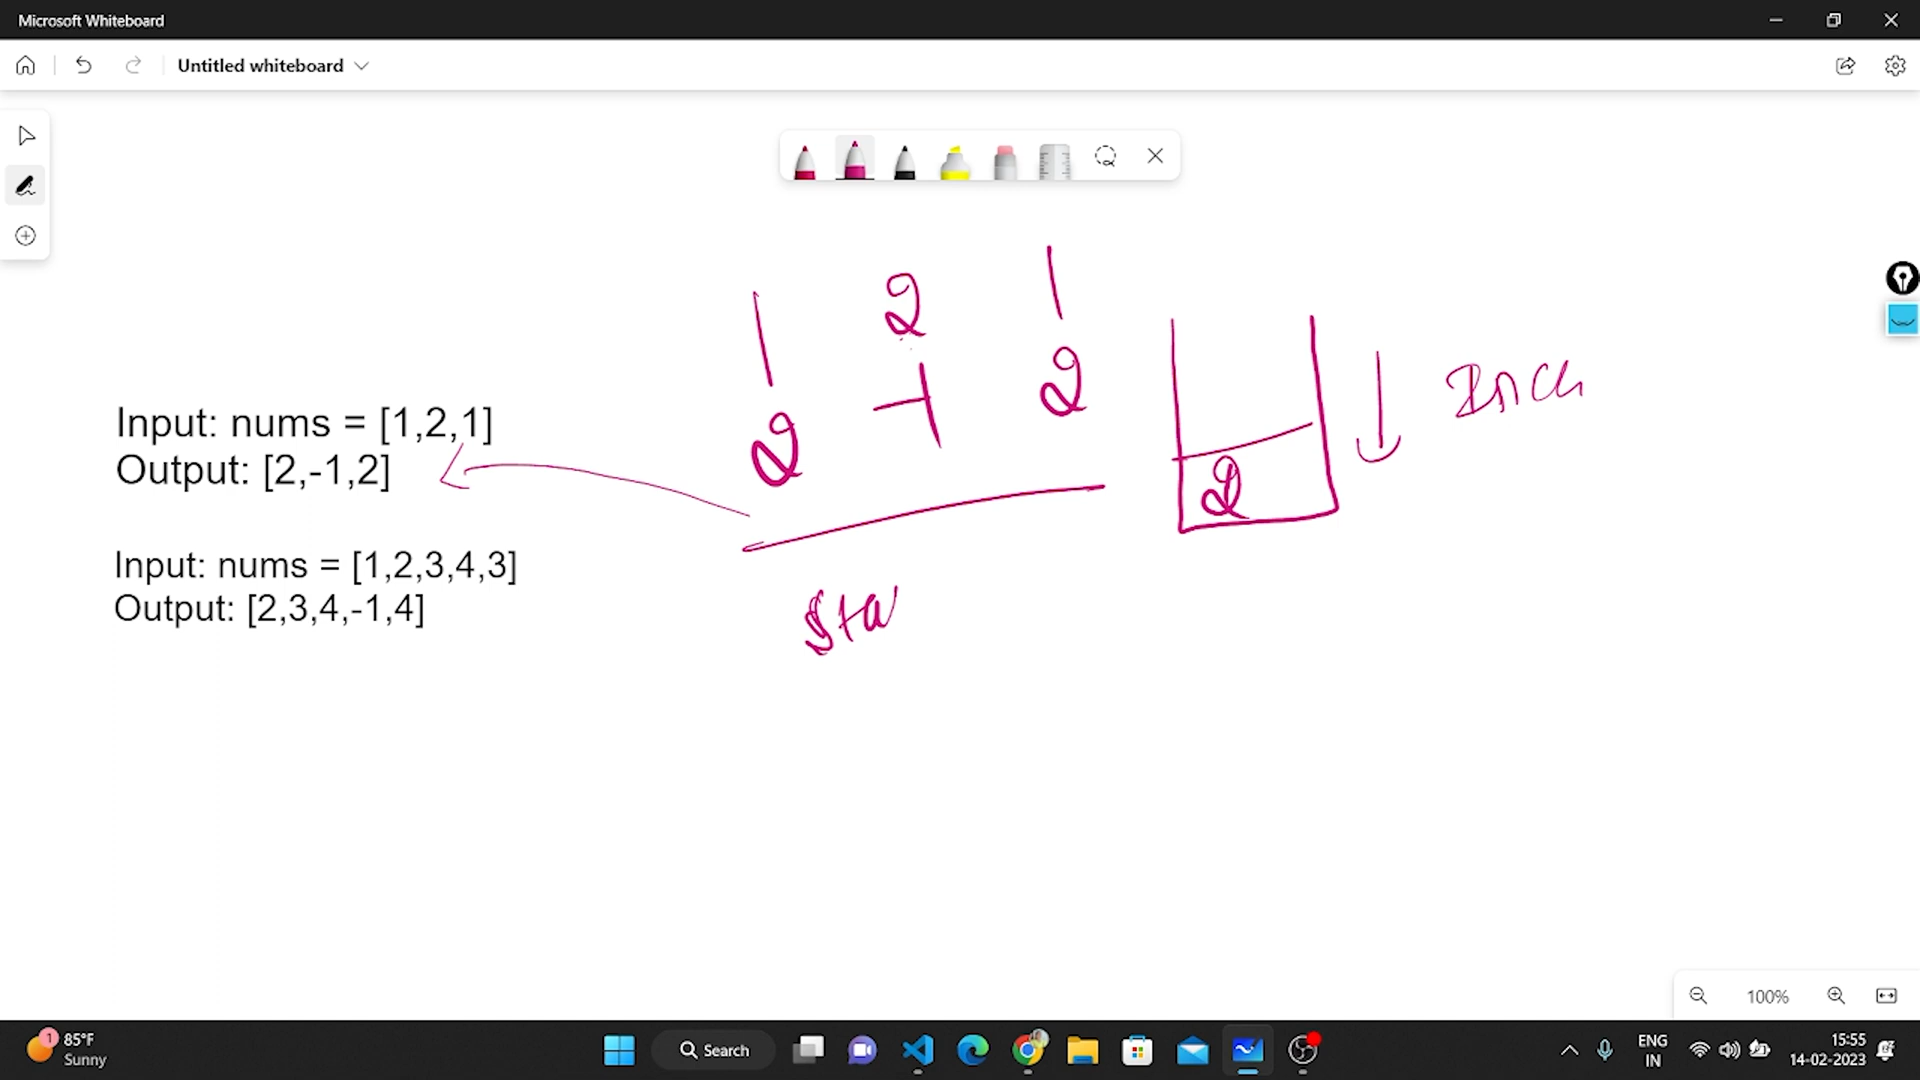 Microsoft Whiteboard
Untitled whiteboard
1 2 1
2 -1 2
Input: nums = [1,2,1]
Output: [2,-1,2]
2
Input: nums = [1,2,3,4,3]
Output: [2,3,4,-1,4]
Sta
100%
1
85°F
Sunny
Search
ENG
IN
15:55
14-02-2023